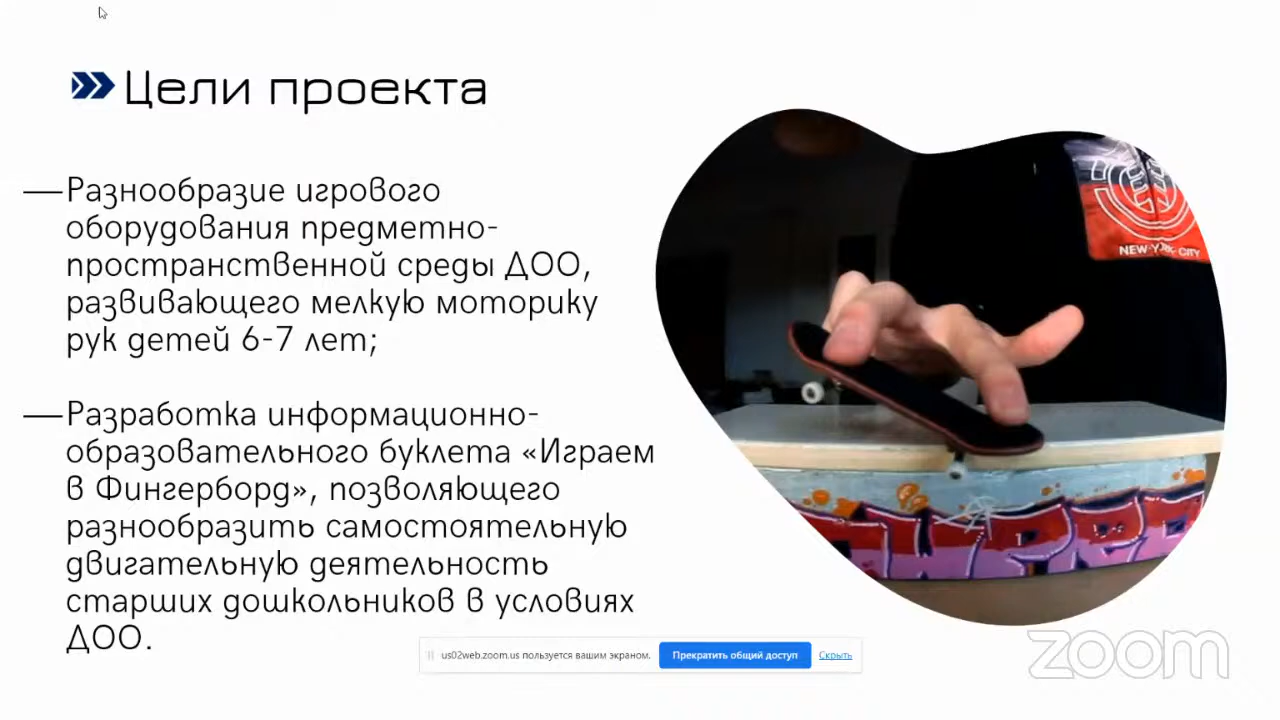 Цели проекта
—Разнообразие игрового
оборудования предметно-
пространственной среды ДОО,
развивающего мелкую моторику
рук детей 6-7 лет;
—Разработка информационно-
образовательного буклета «Играем
в Фингерборд», позволяющего
разнообразить самостоятельную
двигательную деятельность
старших дошкольников в условиях
ДОО.
NEW-YORK-CITY
us02web.zoom.us пользуется вашим экраном.
Прекратить общий доступ
Скрыть
zoom